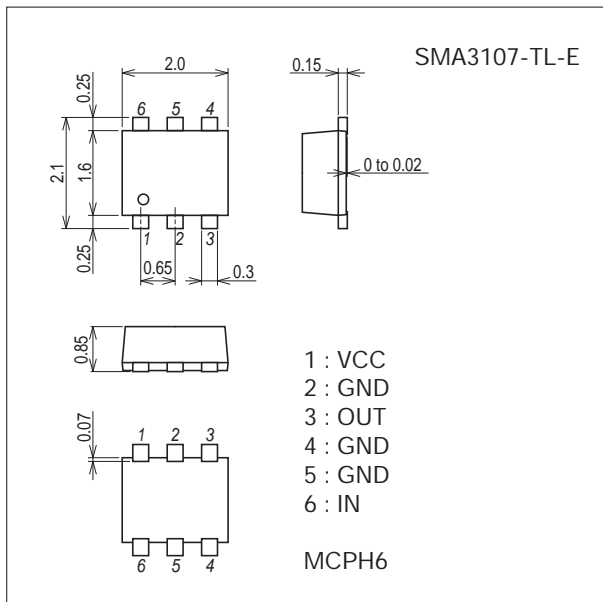 SMA3107-TL-E
2.0
0.15
0.25
6 5 4
2.1
1.6
0 to 0.02
0.25
1 2 3
0.65
0.3
0.85
1 : VCC
2 : GND
3 : OUT
4 : GND
5 : GND
6 : IN
0.07
1 2 3
6 5 4
MCPH6